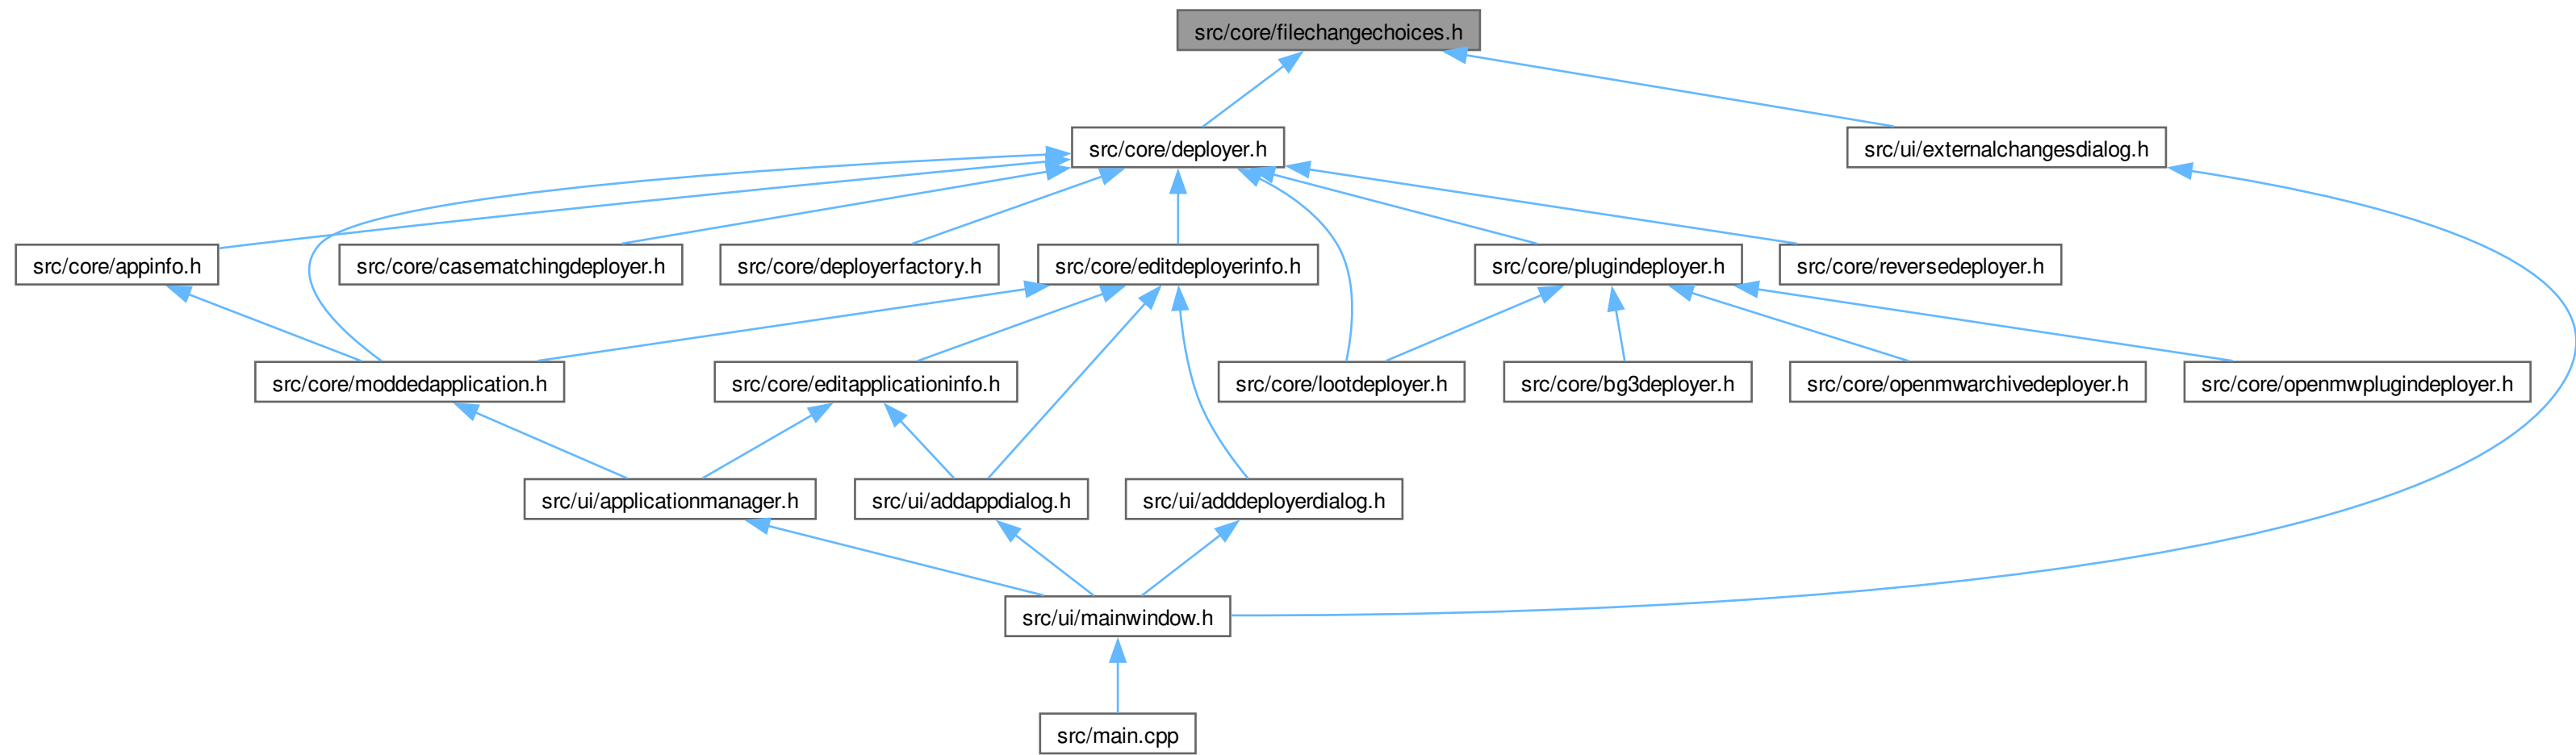 src/core/filechangechoices.h
src/core/deployer.h
src/ui/externalchangesdialog.h
src/core/appinfo.h
src/core/casematchingdeployer.h
src/core/deployerfactory.h
src/core/editdeployerinfo.h
src/core/plugindeployer.h
src/core/reversedeployer.h
src/core/moddedapplication.h
src/core/editapplicationinfo.h
src/core/lootdeployer.h
src/core/bg3deployer.h
src/core/openmwarchivedeployer.h
src/core/openmwplugindeployer.h
src/ui/applicationmanager.h
src/ui/addappdialog.h
src/ui/adddeployerdialog.h
src/ui/mainwindow.h
src/main.cpp